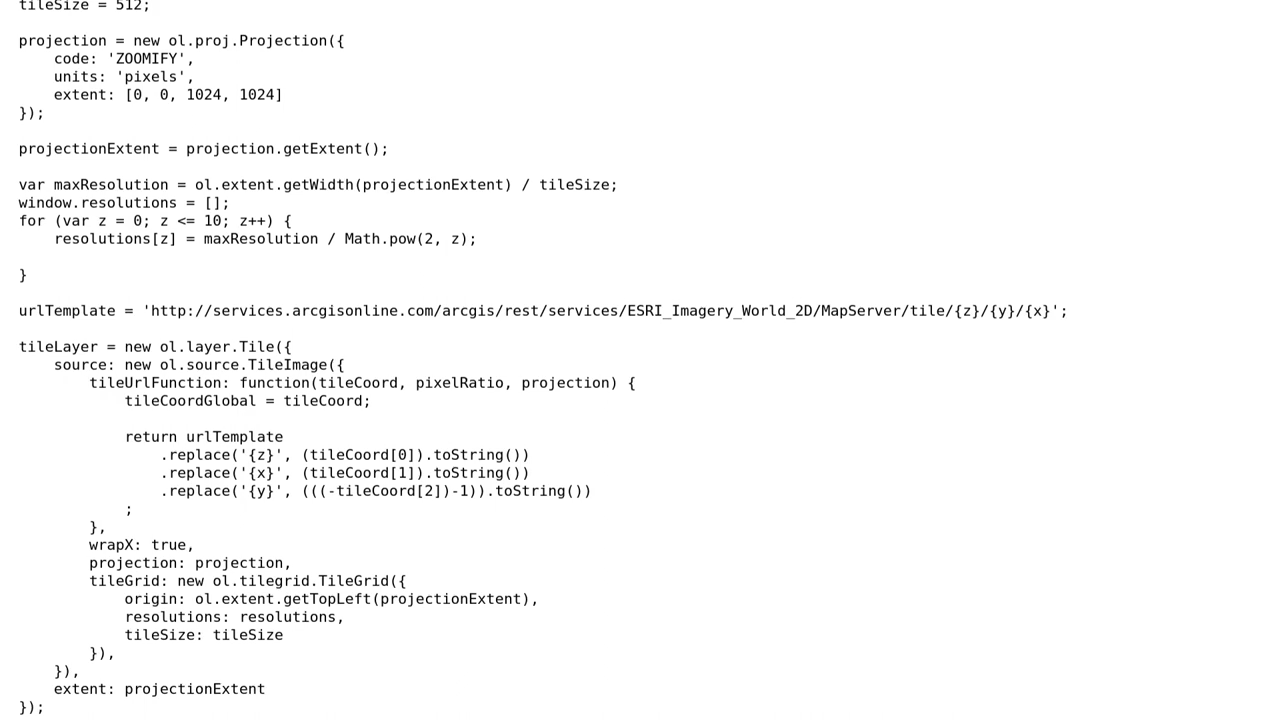 tileSize = 512;
projection = new ol.proj.Projection({
    code: 'ZOOMIFY',
    units: 'pixels',
    extent: [0, 0, 1024, 1024]
});
projectionExtent = projection.getExtent();
var maxResolution = ol.extent.getWidth(projectionExtent) / tileSize;
window.resolutions = [];
for (var z = 0; z <= 10; z++) {
    resolutions[z] = maxResolution / Math.pow(2, z);
}
urlTemplate = 'http://services.arcgisonline.com/arcgis/rest/services/ESRI_Imagery_World_2D/MapServer/tile/{z}/{y}/{x}';
tileLayer = new ol.layer.Tile({
    source: new ol.source.TileImage({
        tileUrlFunction: function(tileCoord, pixelRatio, projection) {
            tileCoordGlobal = tileCoord;
            return urlTemplate
                .replace('{z}', (tileCoord[0]).toString())
                .replace('{x}', (tileCoord[1]).toString())
                .replace('{y}', (((-tileCoord[2])-1)).toString())
            ;
        },
        wrapX: true,
        projection: projection,
        tileGrid: new ol.tilegrid.TileGrid({
            origin: ol.extent.getTopLeft(projectionExtent),
            resolutions: resolutions,
            tileSize: tileSize
        }),
    }),
    extent: projectionExtent
});